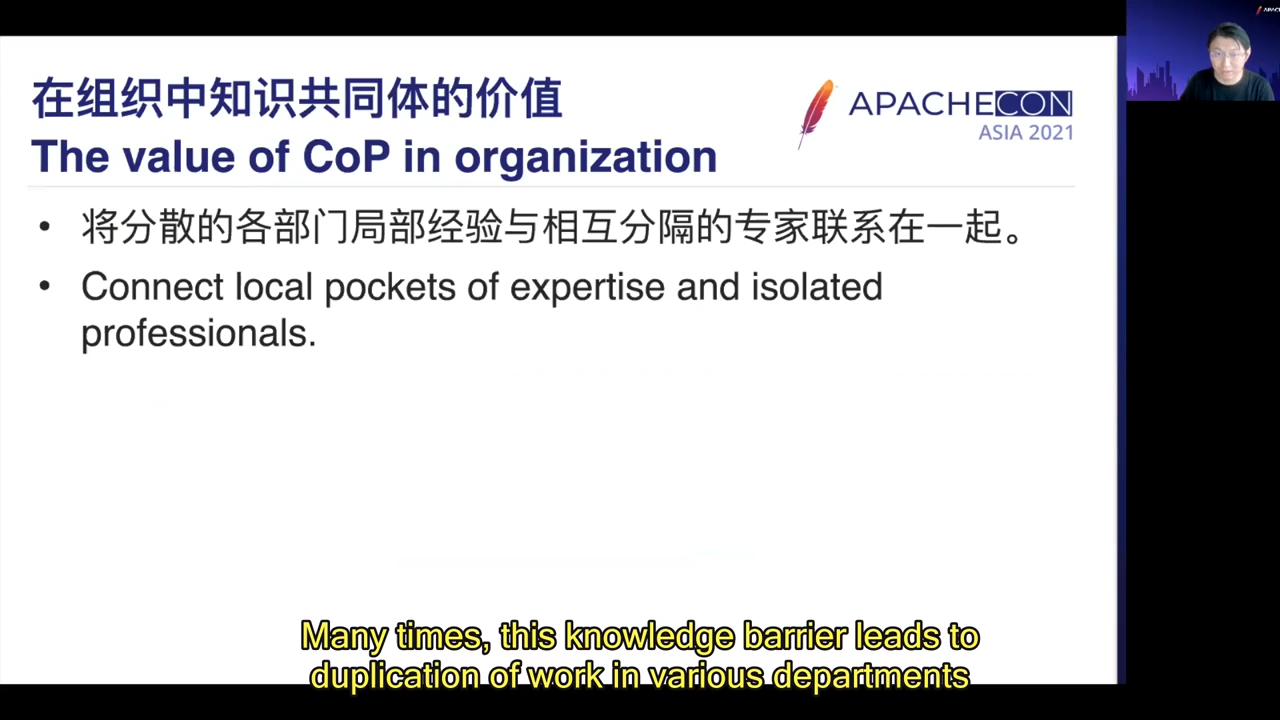 在组织中知识共同体的价值
The value of CoP in organization
APACHECON
ASIA 2021
• 将分散的各部门局部经验与相互分隔的专家联系在一起。
• Connect local pockets of expertise and isolated
professionals.
Many times, this knowledge barrier leads to
duplication of work in various departments